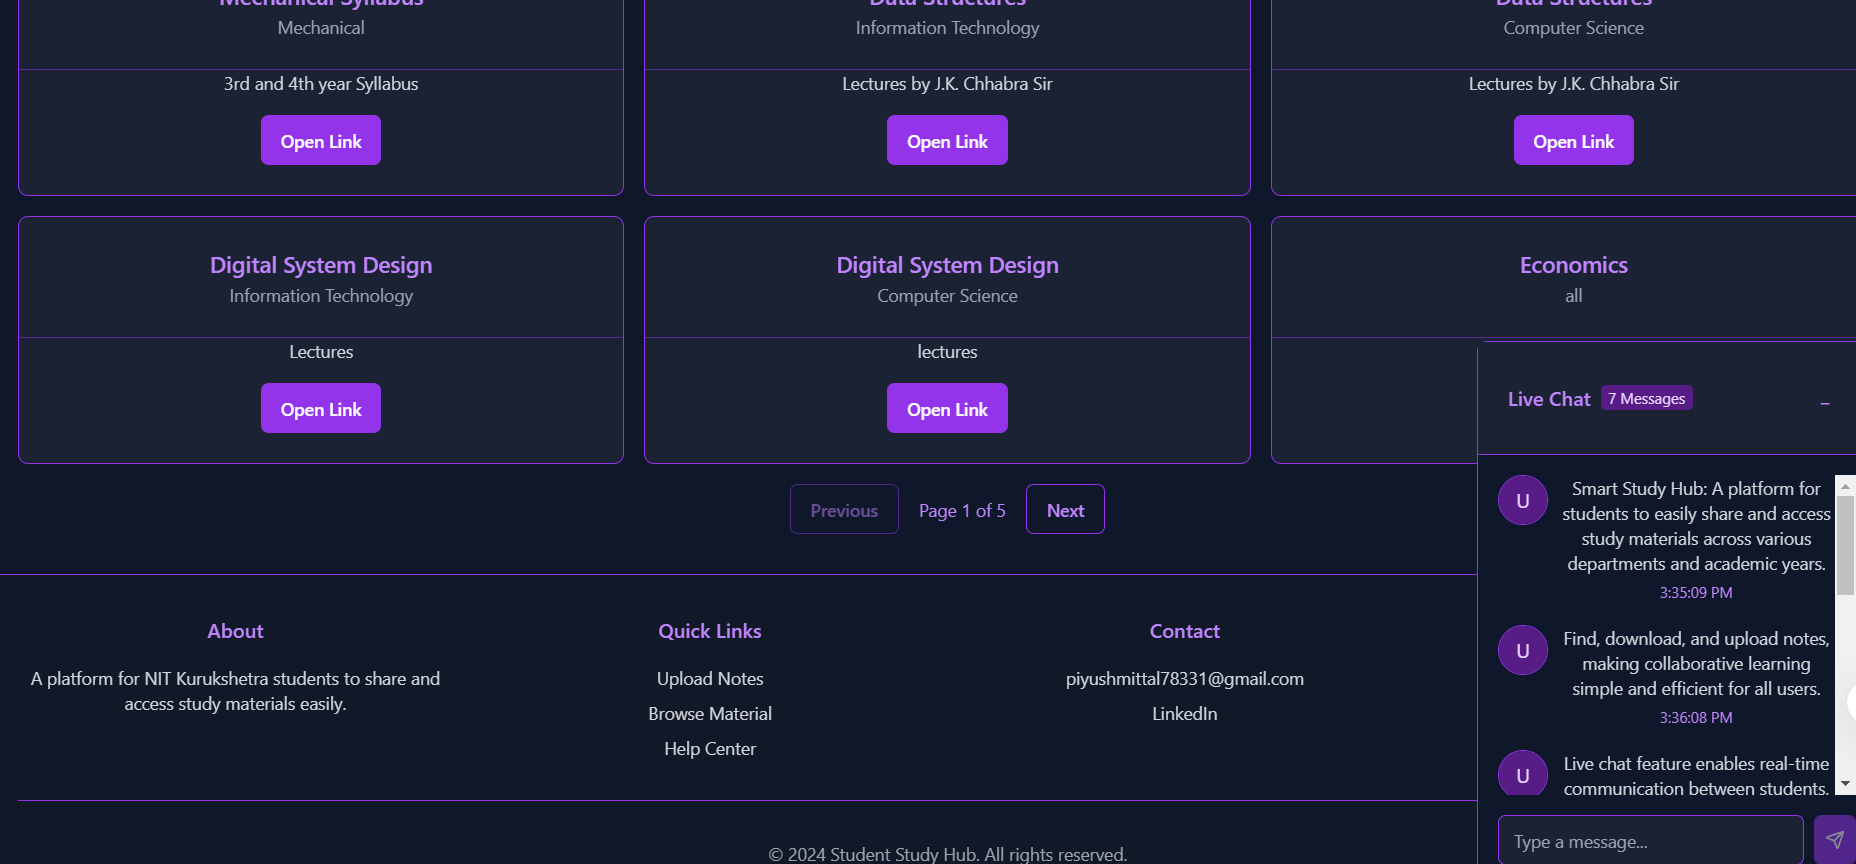 Mechanical Syllabus
Mechanical
3rd and 4th year Syllabus
Open Link
Data Structures
Information Technology
Lectures by J.K. Chhabra Sir
Open Link
Data Structures
Computer Science
Lectures by J.K. Chhabra Sir
Open Link
Digital System Design
Information Technology
Lectures
Open Link
Digital System Design
Computer Science
lectures
Open Link
Economics
all
Previous
Page 1 of 5
Next
About
A platform for NIT Kurukshetra students to share and
access study materials easily.
Quick Links
Upload Notes
Browse Material
Help Center
Contact
piyushmittal78331@gmail.com
LinkedIn
© 2024 Student Study Hub. All rights reserved.
Live Chat 7 Messages
U
Smart Study Hub: A platform for
students to easily share and access
study materials across various
departments and academic years.
3:35:09 PM
U
Find, download, and upload notes,
making collaborative learning
simple and efficient for all users.
3:36:08 PM
U
Live chat feature enables real-time
communication between students.
Type a message...